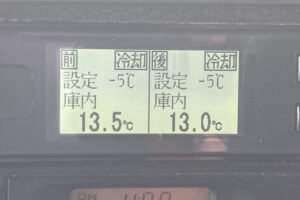 前 冷却 後 冷却
設定 -5℃ 設定 -5℃
庫内 庫内
13.5℃ 13.0℃